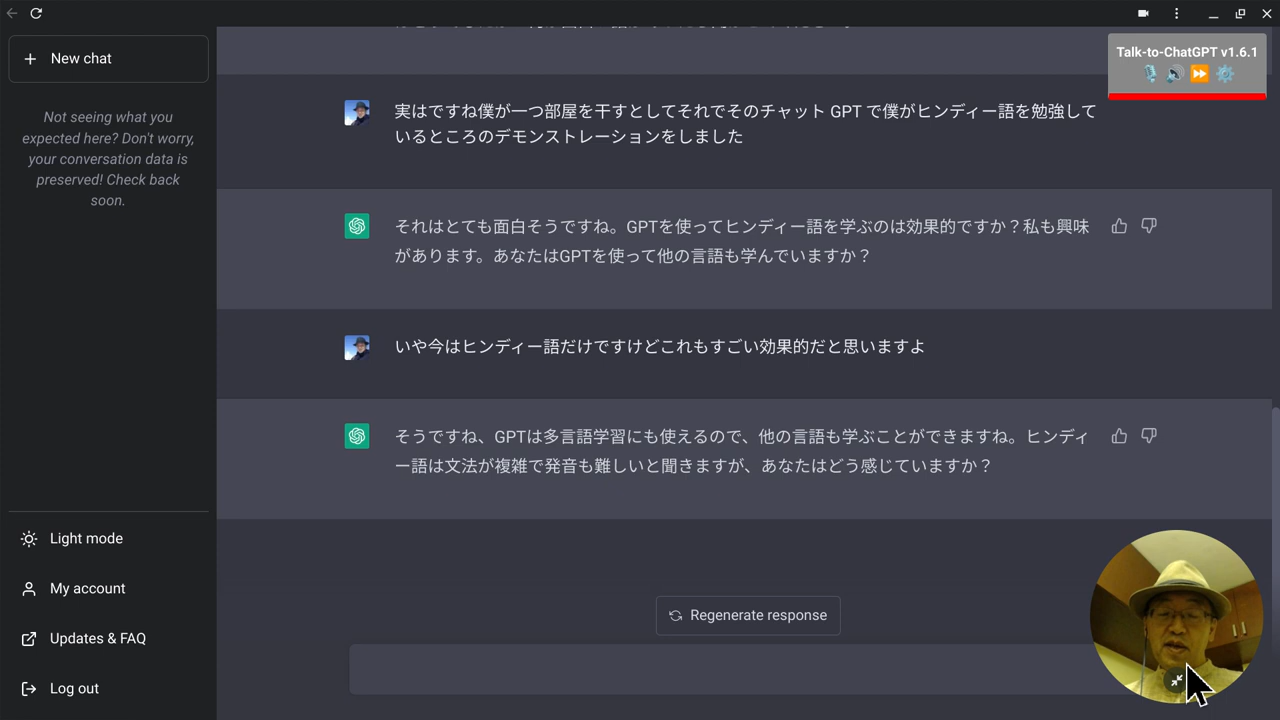 New chat
Not seeing what you
expected here? Don't worry,
your conversation data is
preserved! Check back
soon.
Talk-to-ChatGPT v1.6.1
実はですね僕が一つ部屋を干すとしてそれでそのチャット GPT で僕がヒンディー語を勉強して
いるところのデモンストレーションをしました
それはとても面白そうですね。GPTを使ってヒンディー語を学ぶのは効果的ですか？私も興味
があります。あなたはGPTを使って他の言語も学んでいますか？
いや今はヒンディー語だけですけどこれもすごい効果的だと思いますよ
そうですね、GPTは多言語学習にも使えるので、他の言語も学ぶことができますね。ヒンディ
ー語は文法が複雑で発音も難しいと聞きますが、あなたはどう感じていますか？
Regenerate response
Light mode
My account
Updates & FAQ
Log out